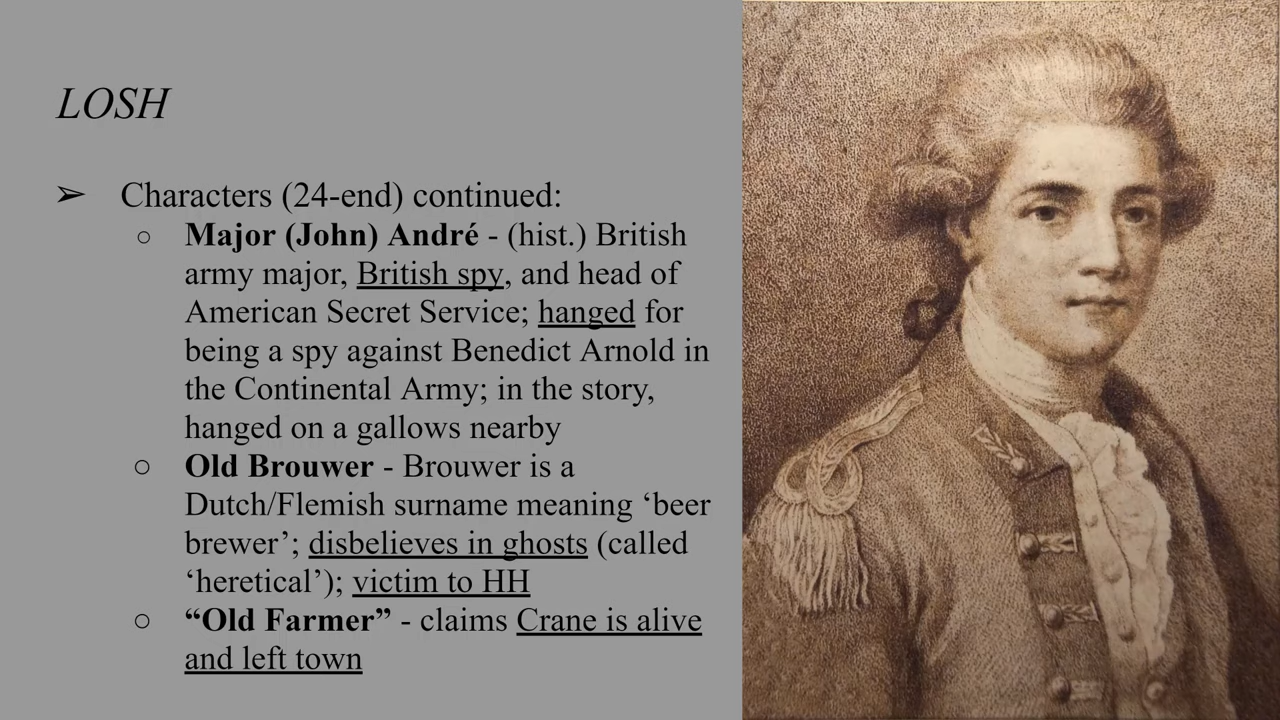 LOSH
➢ Characters (24-end) continued:
○ Major (John) André - (hist.) British
army major, British spy, and head of
American Secret Service; hanged for
being a spy against Benedict Arnold in
the Continental Army; in the story,
hanged on a gallows nearby
○ Old Brouwer - Brouwer is a
Dutch/Flemish surname meaning ‘beer
brewer’; disbelieves in ghosts (called
‘heretical’); victim to HH
○ “Old Farmer” - claims Crane is alive
and left town